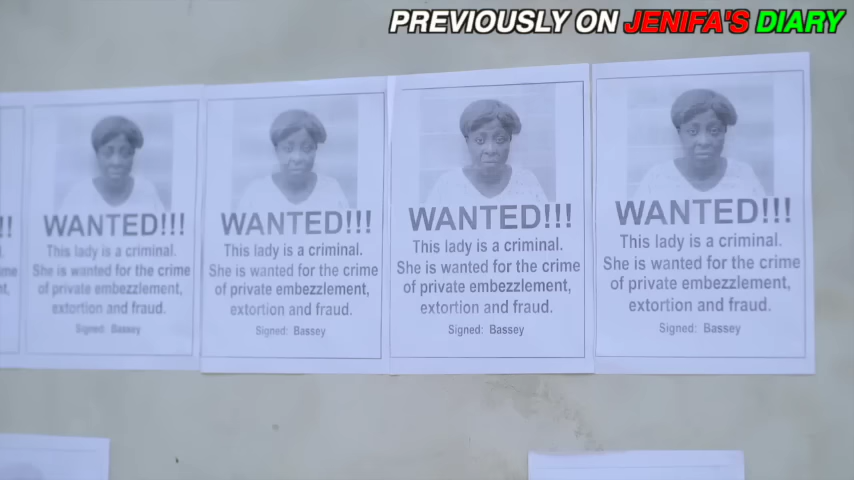 PREVIOUSLY ON JENIFA'S DIARY
!!
me
t,
WANTED!!!
This lady is a criminal.
She is wanted for the crime
of private embezzlement,
extortion and fraud.
Signed: Bassey
WANTED!!!
This lady is a criminal.
She is wanted for the crime
of private embezzlement,
extortion and fraud.
Signed: Bassey
WANTED!!!
This lady is a criminal.
She is wanted for the crime
of private embezzlement,
extortion and fraud.
Signed: Bassey
WANTED!!!
This lady is a criminal.
She is wanted for the crime
of private embezzlement,
extortion and fraud.
Signed: Bassey